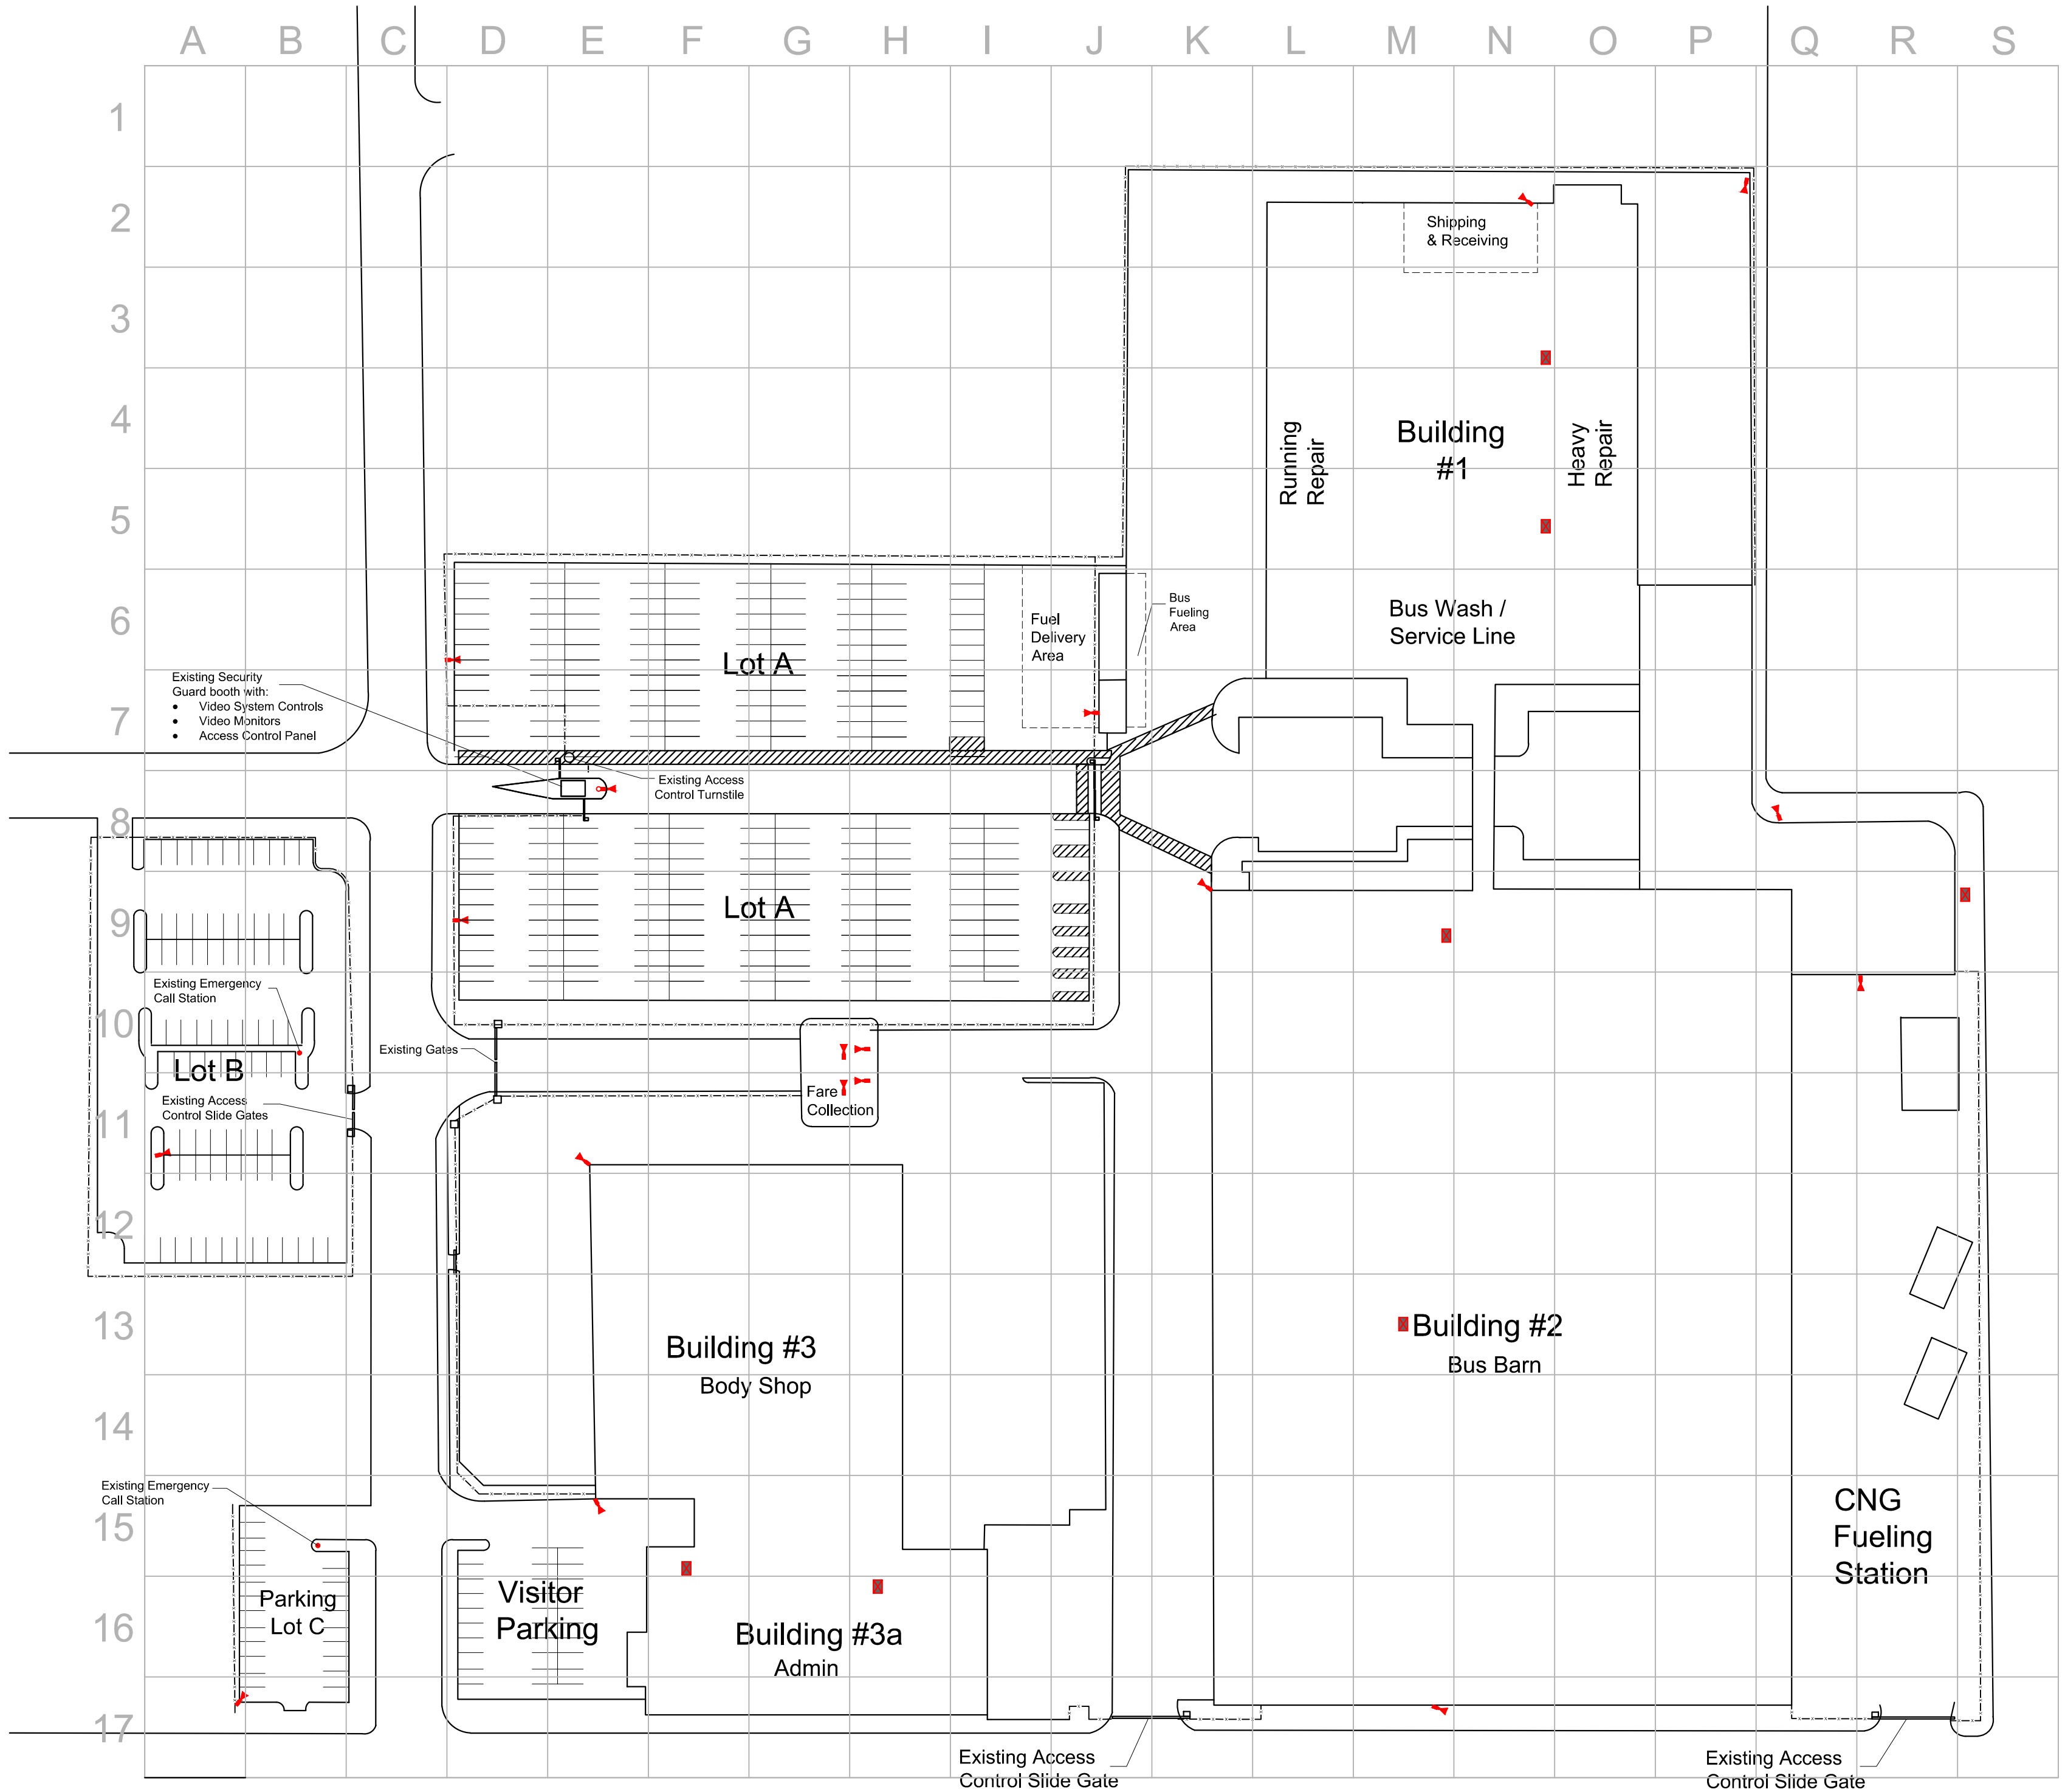 A B C D E F G H I J K L M N O P Q R S
1
2
Shipping
& Receiving
3
4
Running
Repair
Building
#1
Heavy
Repair
5
6
Fuel
Delivery
Area
Bus
Fueling
Area
Bus Wash /
Service Line
Lot A
Existing Security
Guard booth with:
• Video System Controls
• Video Monitors
• Access Control Panel
7
Existing Access
Control Turnstile
8
Lot A
9
Existing Emergency
Call Station
10
Existing Gates
Lot B
Existing Access
Control Slide Gates
Fare
Collection
11
12
13
Building #3
Body Shop
Building #2
Bus Barn
14
Existing Emergency
Call Station
15
CNG
Fueling
Station
Parking
Lot C
Visitor
Parking
16
Building #3a
Admin
17
Existing Access
Control Slide Gate
Existing Access
Control Slide Gate